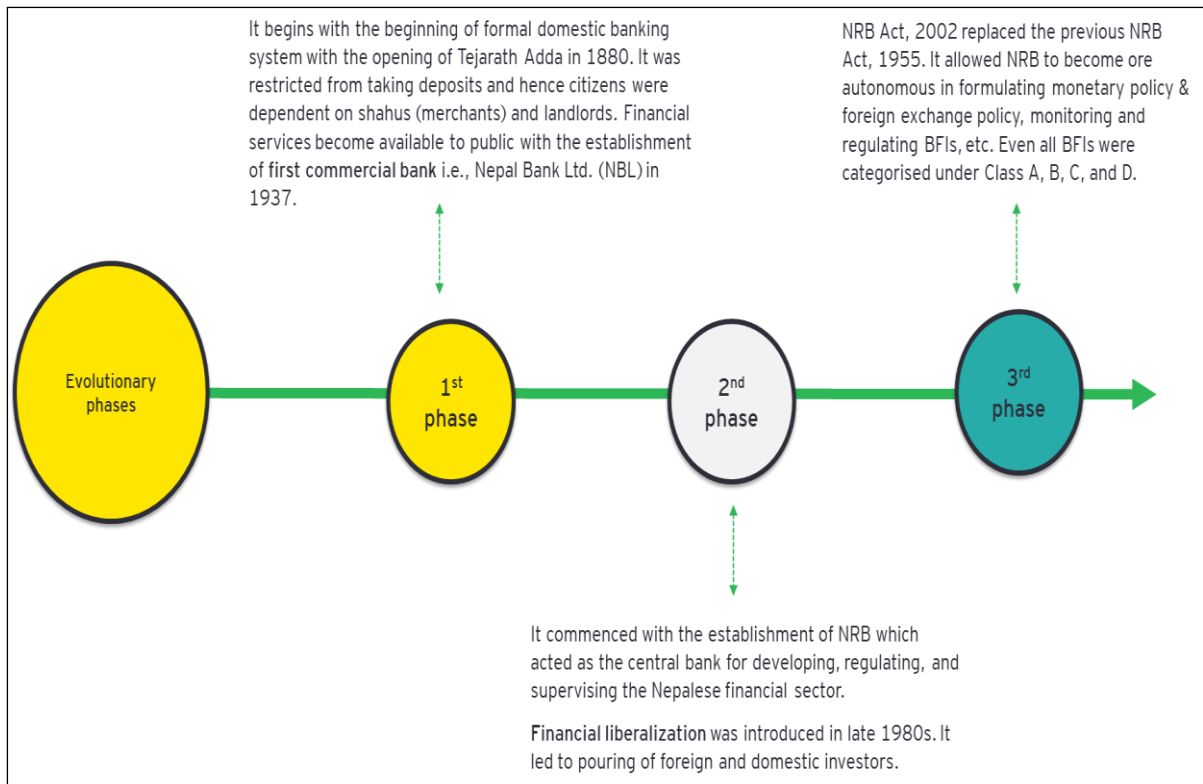 It begins with the beginning of formal domestic banking
system with the opening of Tejarath Adda in 1880. It was
restricted from taking deposits and hence citizens were
dependent on shahus (merchants) and landlords. Financial
services become available to public with the establishment
of first commercial bank i.e., Nepal Bank Ltd. (NBL) in
1937.
NRB Act, 2002 replaced the previous NRB
Act, 1955. It allowed NRB to become ore
autonomous in formulating monetary policy &
foreign exchange policy, monitoring and
regulating BFIs, etc. Even all BFIs were
categorised under Class A, B, C, and D.
Evolutionary
phases
1st
phase
2nd
phase
3rd
phase
It commenced with the establishment of NRB which
acted as the central bank for developing, regulating, and
supervising the Nepalese financial sector.
Financial liberalization was introduced in late 1980s. It
led to pouring of foreign and domestic investors.